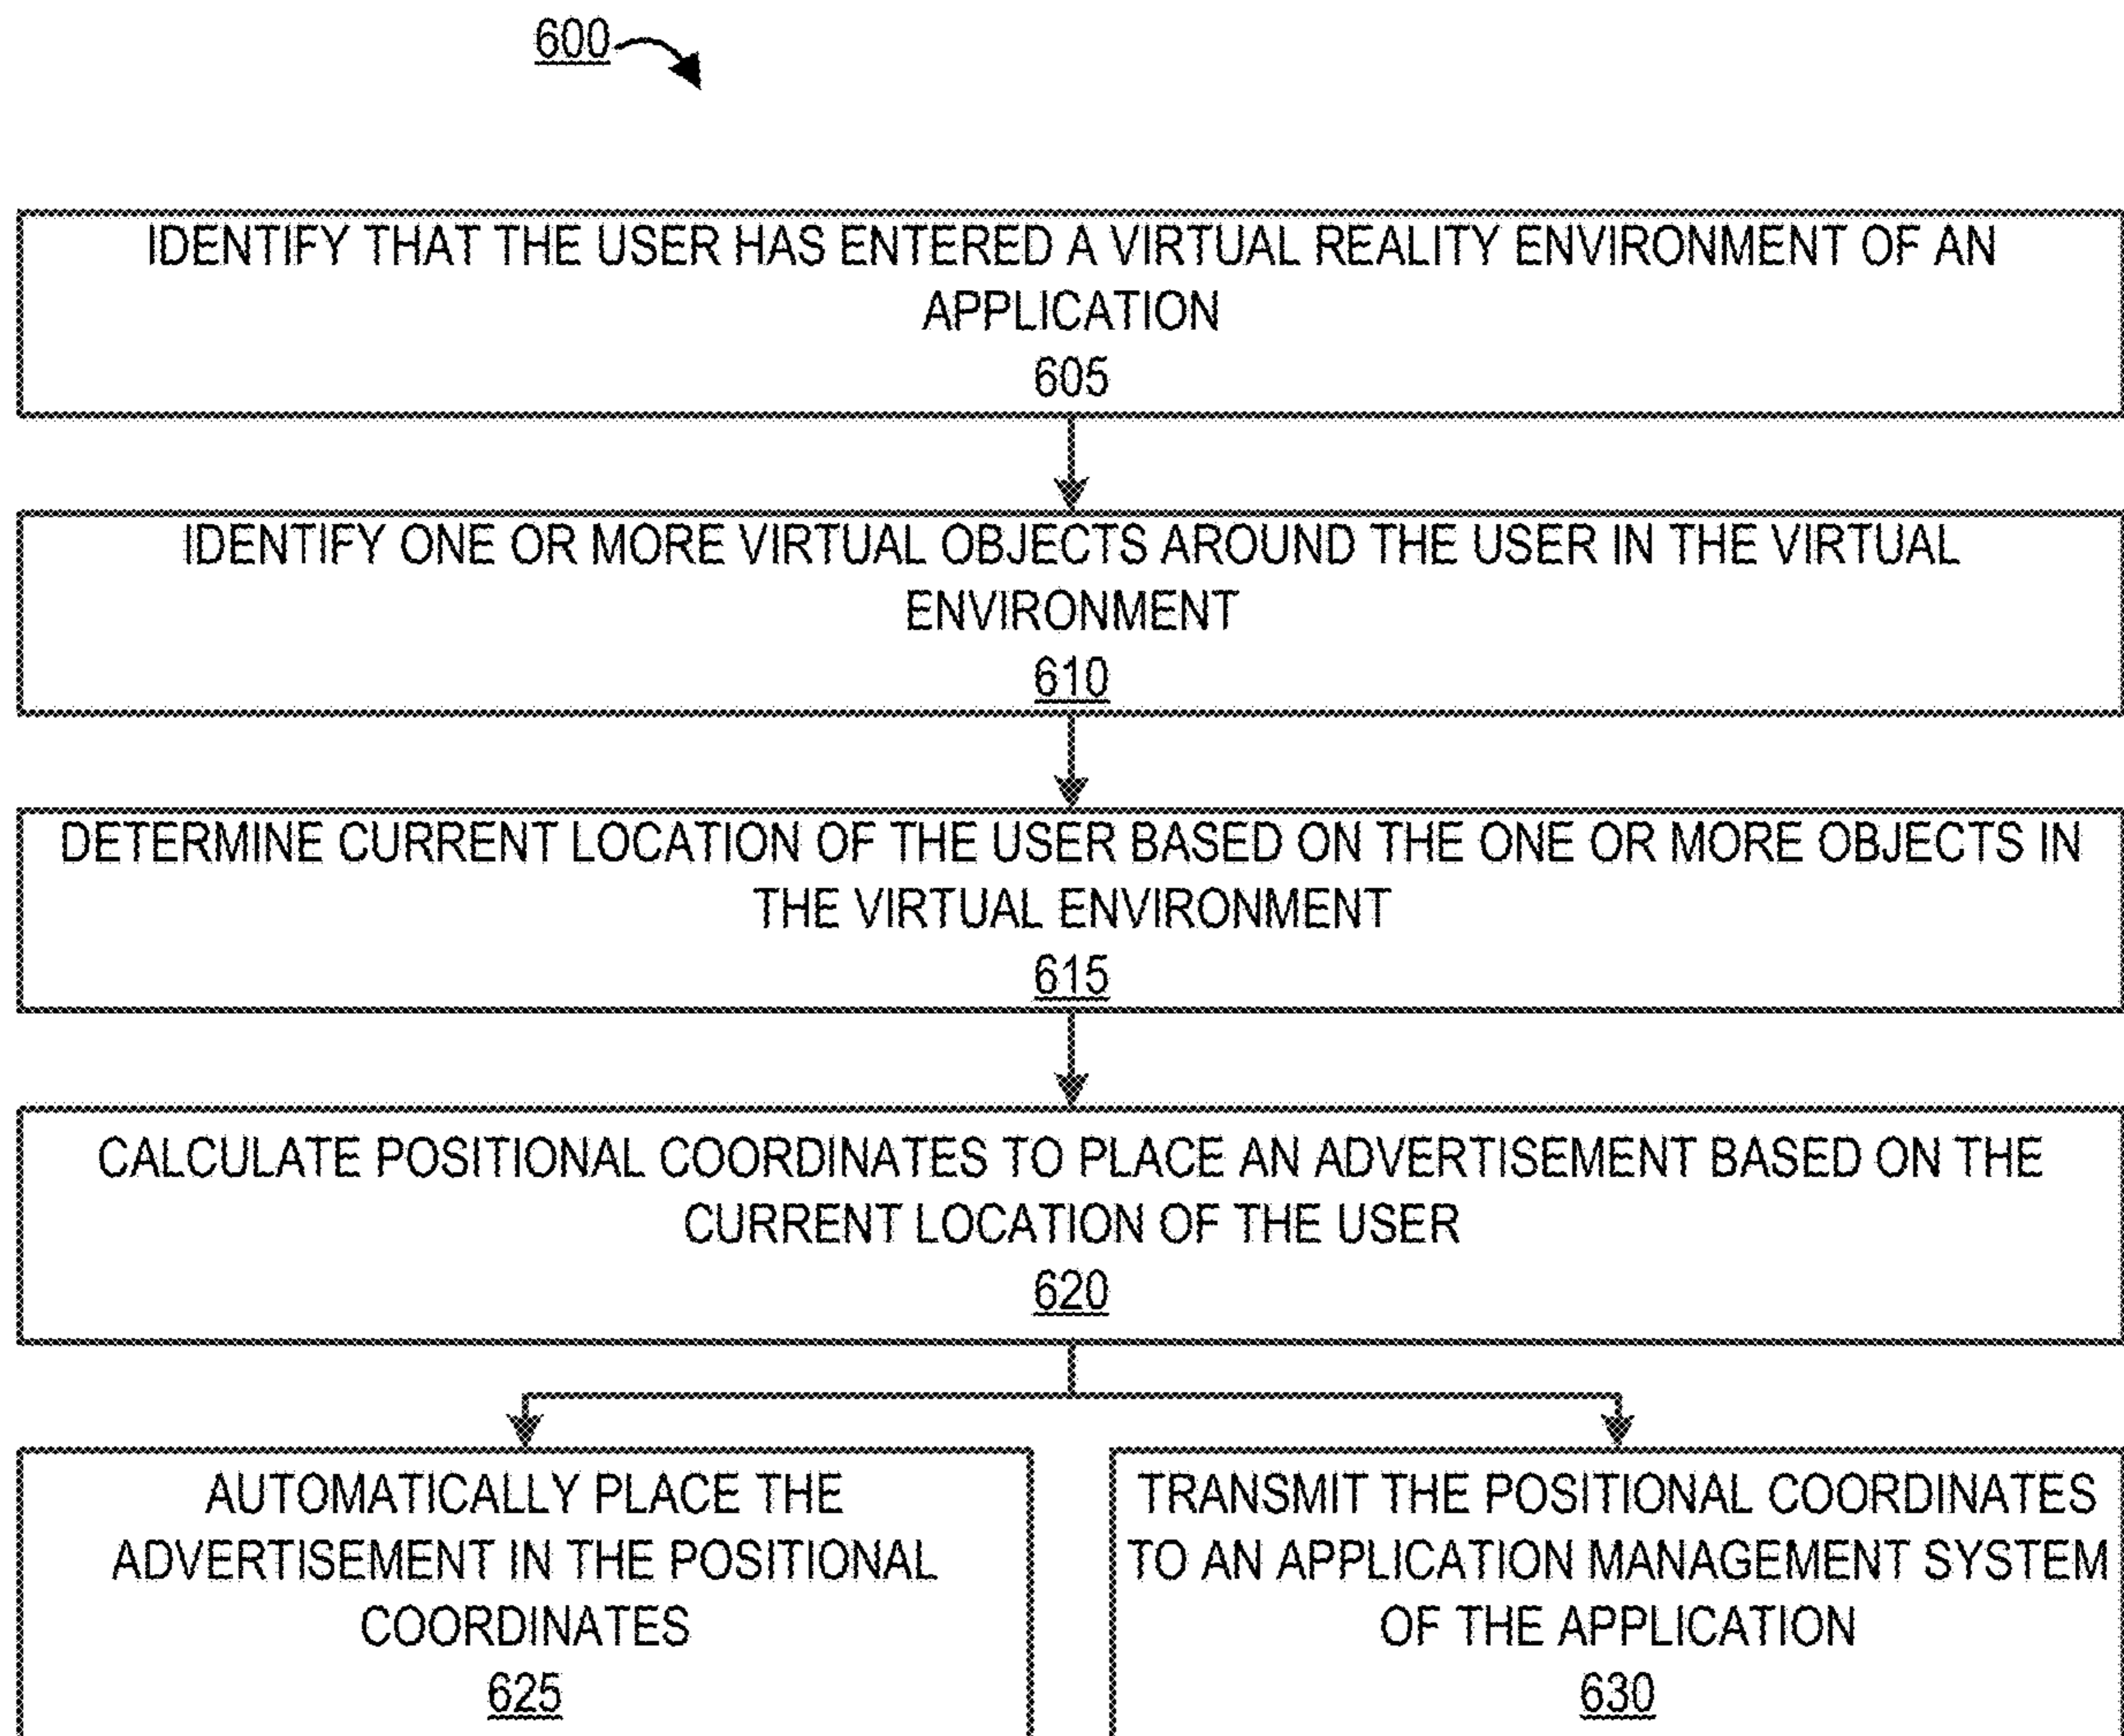 600
IDENTIFY THAT THE USER HAS ENTERED A VIRTUAL REALITY ENVIRONMENT OF AN
APPLICATION
605
IDENTIFY ONE OR MORE VIRTUAL OBJECTS AROUND THE USER IN THE VIRTUAL
ENVIRONMENT
610
DETERMINE CURRENT LOCATION OF THE USER BASED ON THE ONE OR MORE OBJECTS IN
THE VIRTUAL ENVIRONMENT
615
CALCULATE POSITIONAL COORDINATES TO PLACE AN ADVERTISEMENT BASED ON THE
CURRENT LOCATION OF THE USER
620
AUTOMATICALLY PLACE THE
ADVERTISEMENT IN THE POSITIONAL
COORDINATES
625
TRANSMIT THE POSITIONAL COORDINATES
TO AN APPLICATION MANAGEMENT SYSTEM
OF THE APPLICATION
630